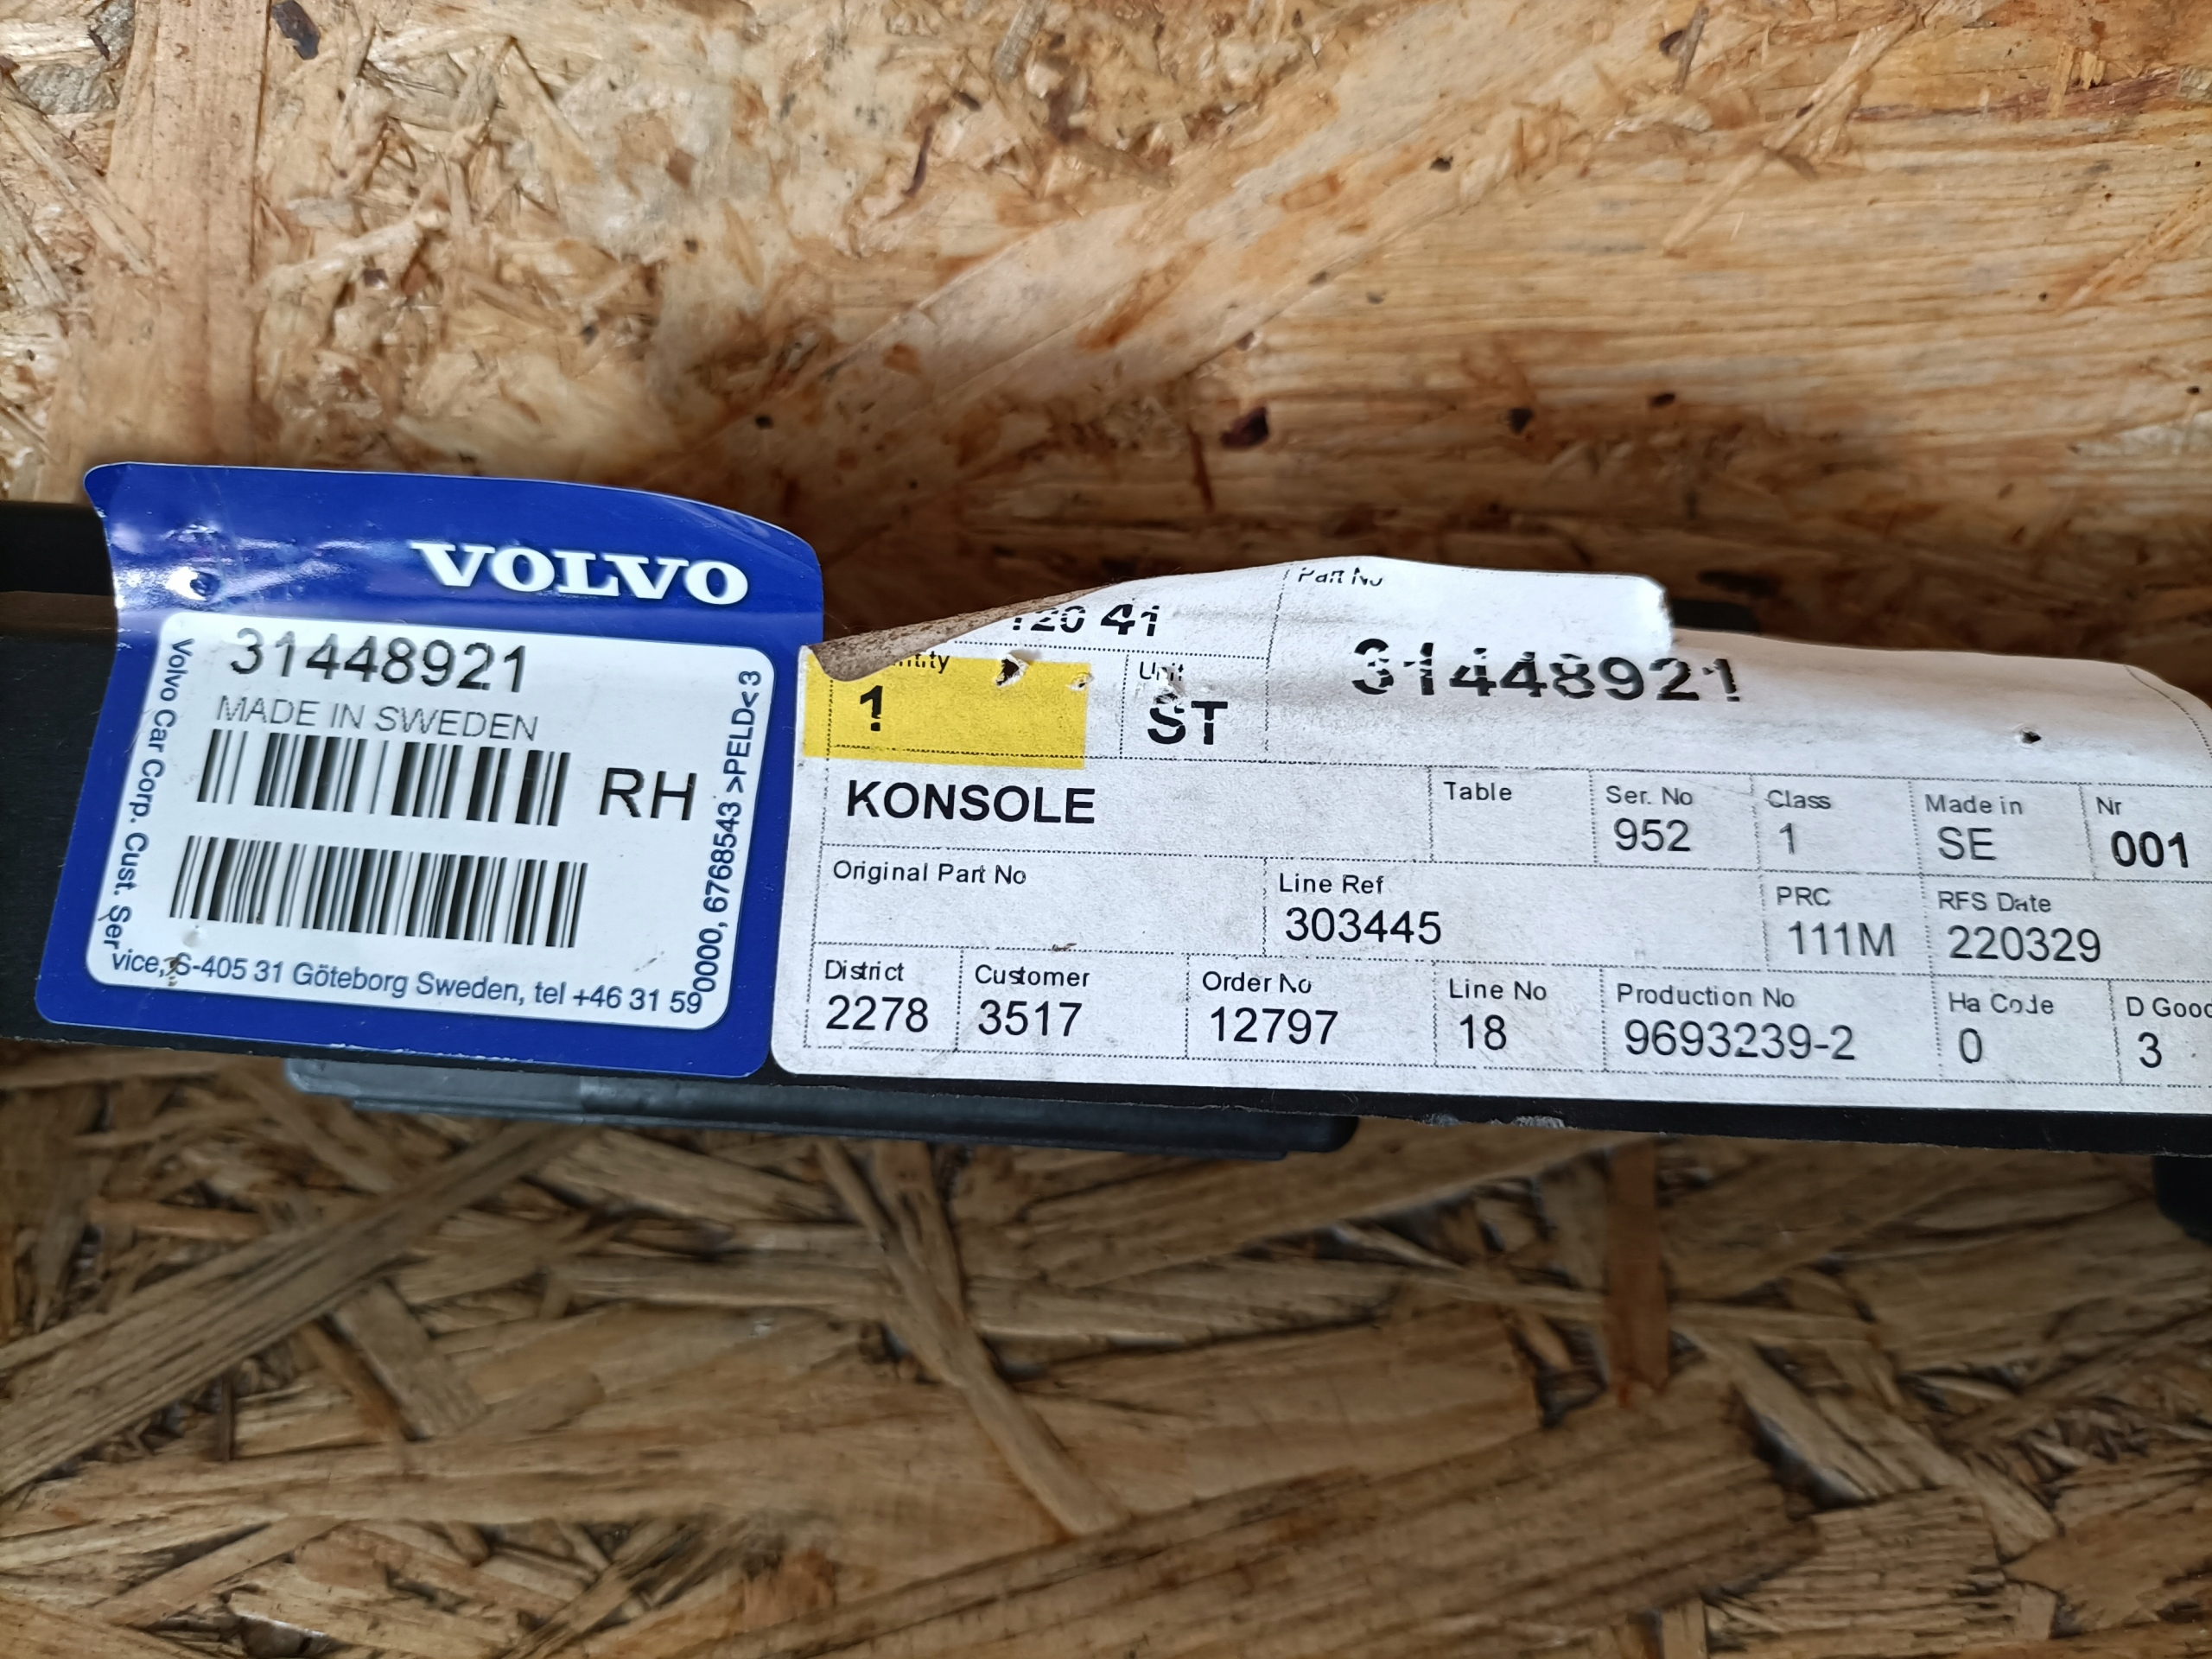 VOLVO
31448921
MADE IN SWEDEN
RH
Volvo Car Corp. Cust. Service, S-405 31 Göteborg Sweden, tel +46 31 59 0000, 6768543 >PELD<3
41
Part No
31448921
1
Unit
ST
KONSOLE
Table
Ser. No
952
Class
1
Made in
SE
Nr
001
Original Part No
Line Ref
303445
PRC
111M
RFS Date
220329
District
2278
Customer
3517
Order No
12797
Line No
18
Production No
9693239-2
Ha Code
0
D Good
3